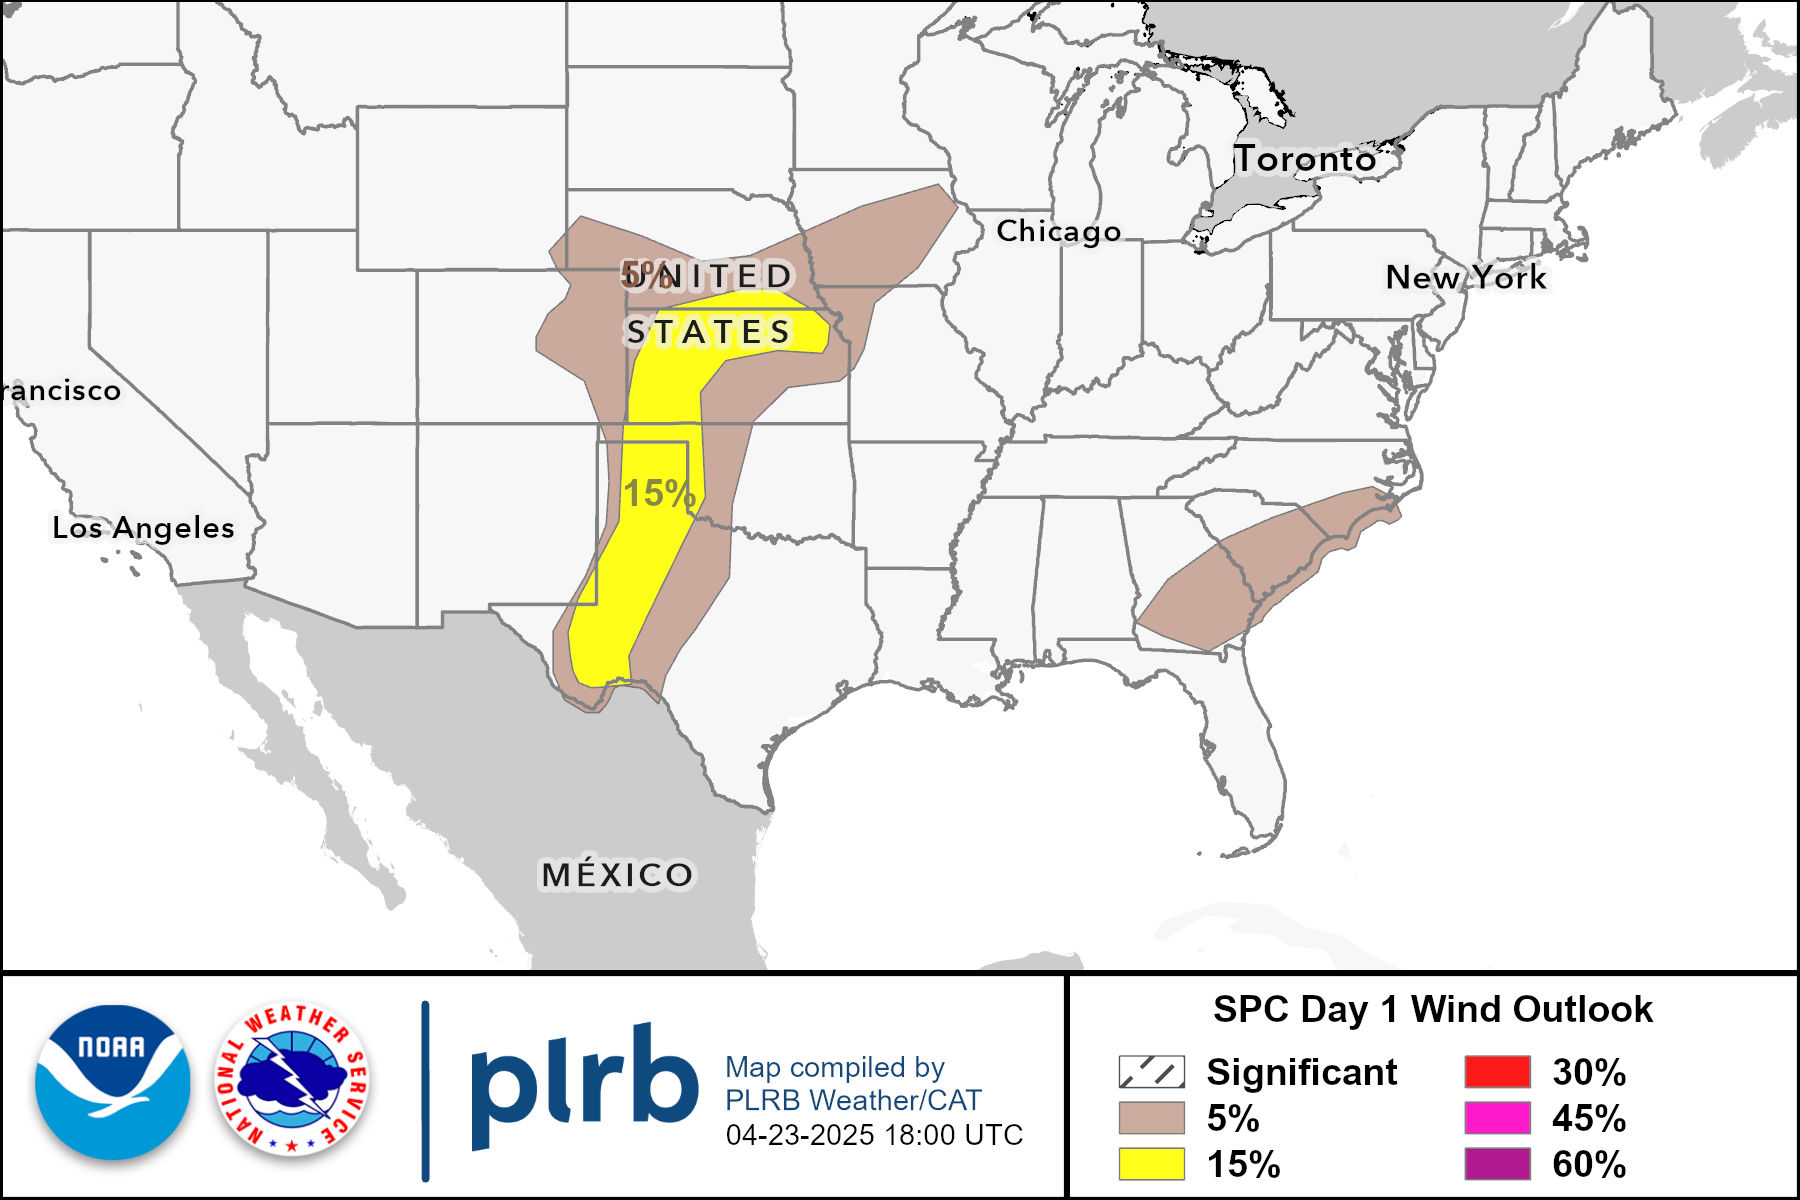 Toronto
Chicago
New York
5%
UNITED
STATES
rancisco
15%
Los Angeles
MÉXICO
NOAA
NATIONAL WEATHER SERVICE
plrb
Map compiled by
PLRB Weather/CAT
04-23-2025 18:00 UTC
SPC Day 1 Wind Outlook
Significant
5%
15%
30%
45%
60%